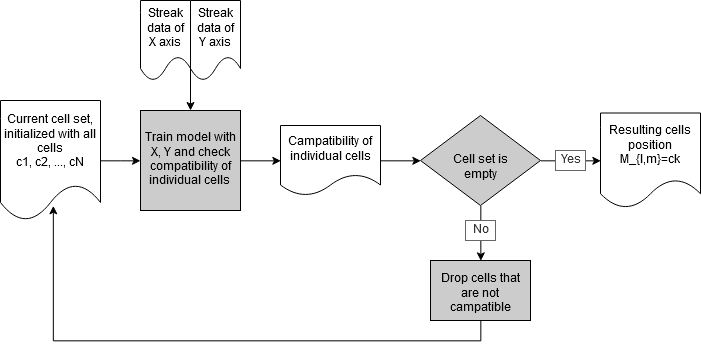 Streak
data of
X axis
Streak
data of
Y axis
Current cell set,
initialized with all
cells
c1, c2, ..., cN
Train model with
X, Y and check
compatibility of
individual cells
Campatibility of
individual cells
Cell set is
empty
Yes
Resulting cells
position
M_{l,m}=ck
No
Drop cells that
are not
campatible